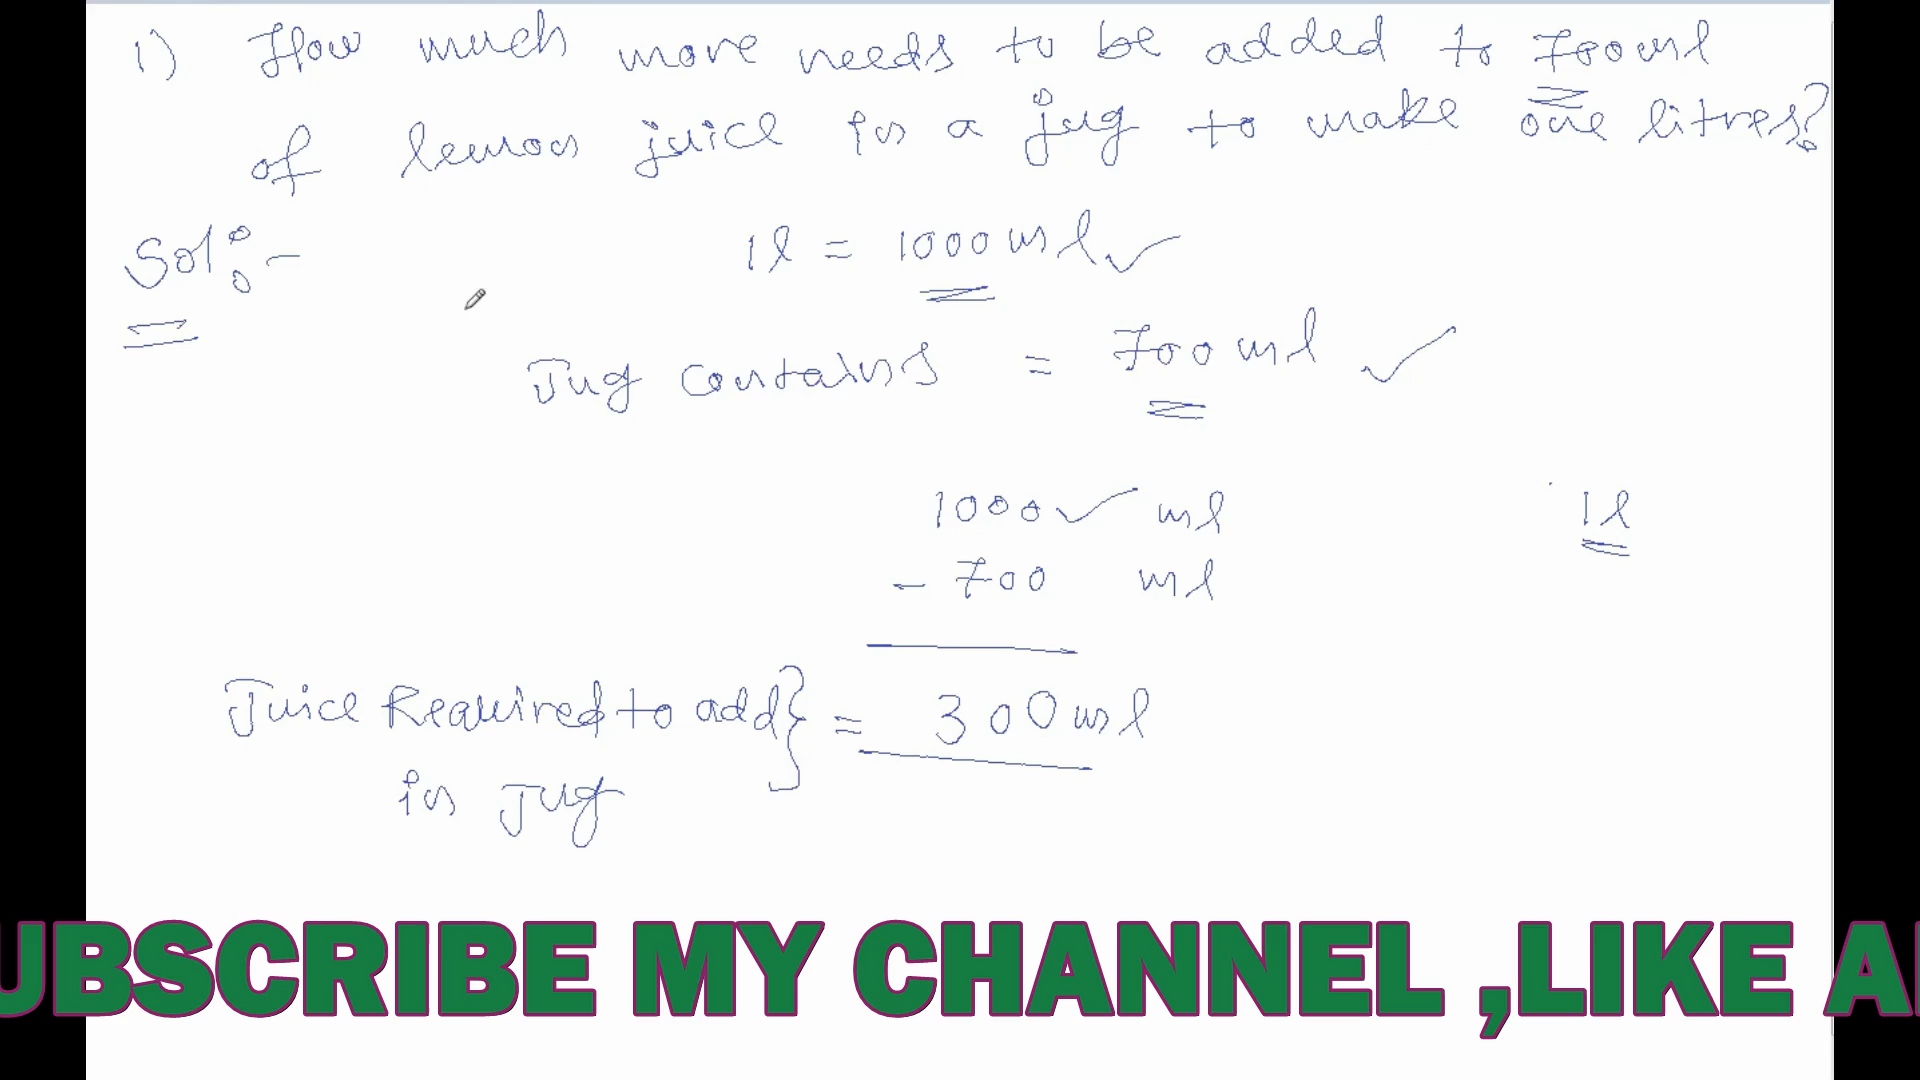 1) How much more needs to be added to 700ml
of lemon juice in a jug to make one litres?
Sol:-
1l = 1000ml✓
Jug contains = 700ml ✓
1000✓ ml
1l
- 700 ml
Juice Required to add} = 300ml
in Jug
UBSCRIBE MY CHANNEL ,LIKE A